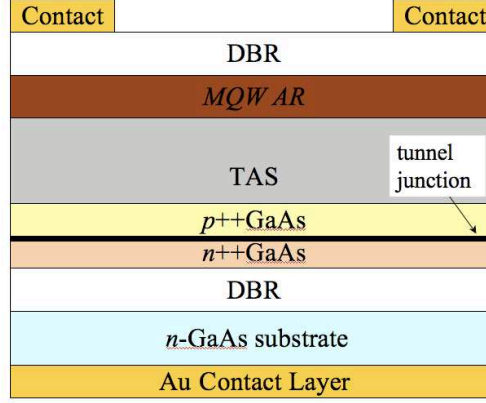 Contact Contact
DBR
MQW AR
tunnel
junction
TAS
p++GaAs
n++GaAs
DBR
n-GaAs substrate
Au Contact Layer